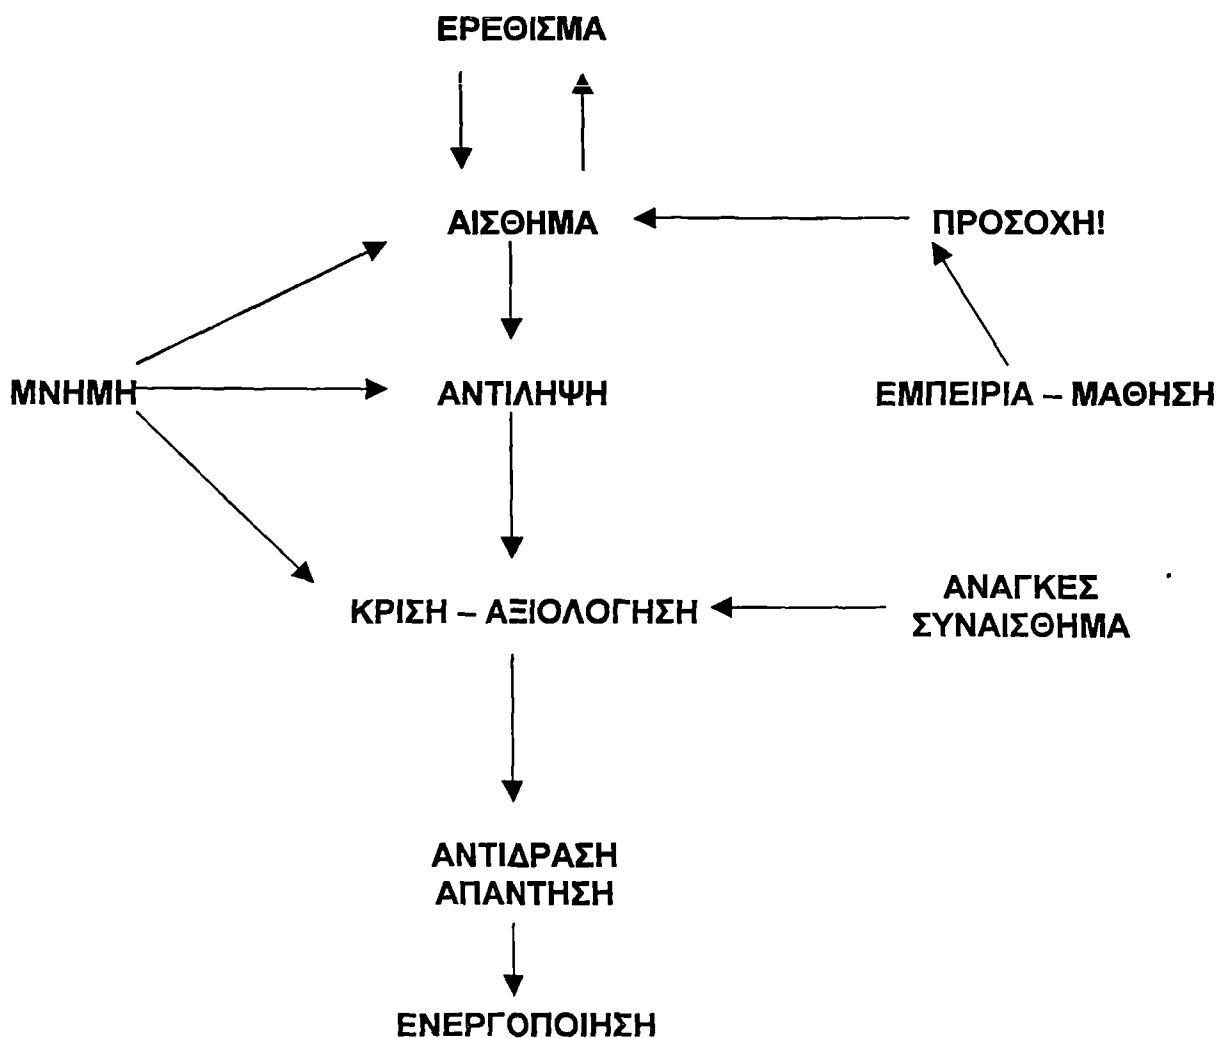 ΕΡΕΘΙΣΜΑ
ΑΙΣΘΗΜΑ
ΠΡΟΣΟΧΗ!
ΜΝΗΜΗ
ΑΝΤΙΛΗΨΗ
ΕΜΠΕΙΡΙΑ – ΜΑΘΗΣΗ
ΚΡΙΣΗ – ΑΞΙΟΛΟΓΗΣΗ
ΑΝΑΓΚΕΣ
ΣΥΝΑΙΣΘΗΜΑ
ΑΝΤΙΔΡΑΣΗ
ΑΠΑΝΤΗΣΗ
ΕΝΕΡΓΟΠΟΙΗΣΗ